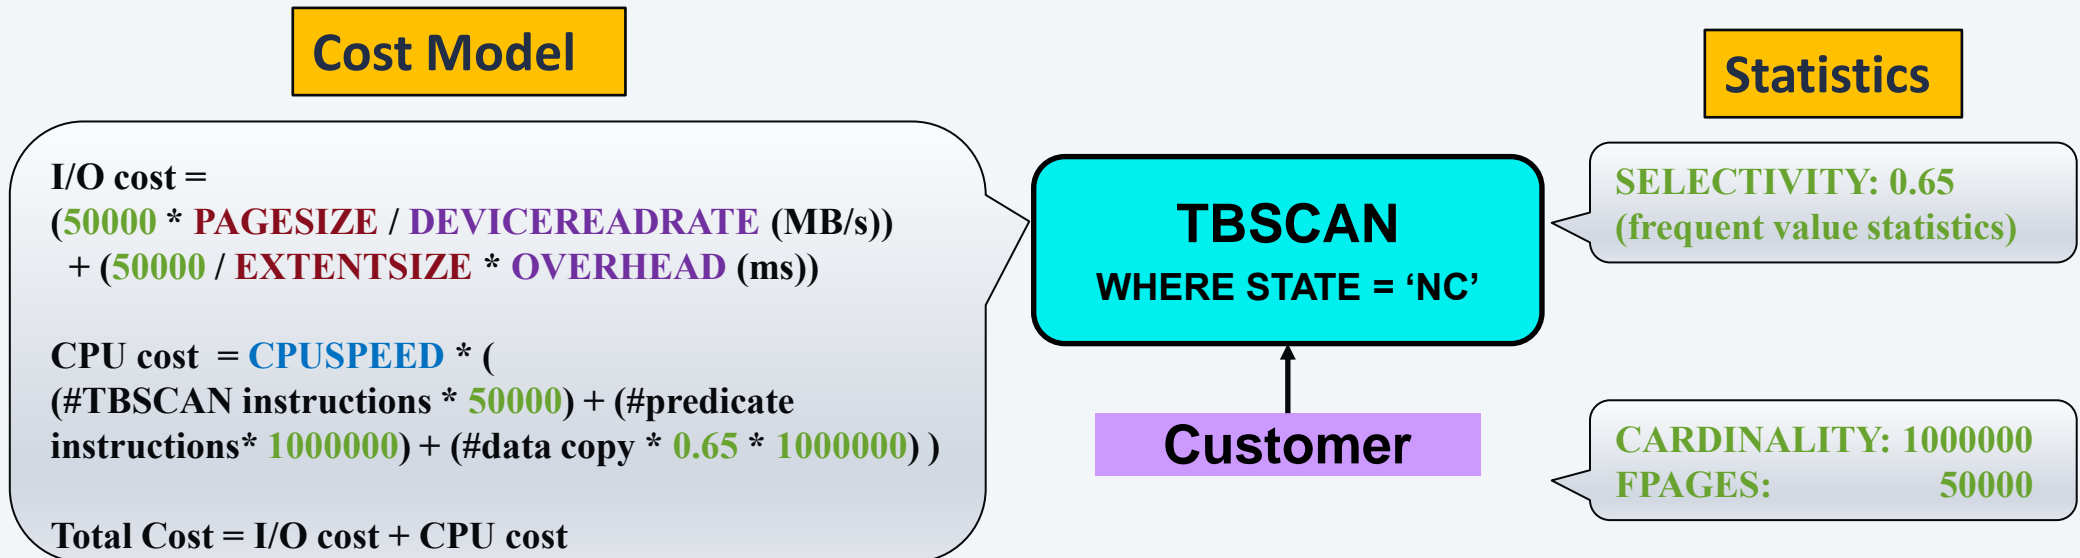 Cost Model
I/O cost =
(50000 * PAGESIZE / DEVICEREADRATE (MB/s))
+ (50000 / EXTENTSIZE * OVERHEAD (ms))
CPU cost = CPUSPEED * (
(#TBSCAN instructions * 50000) + (#predicate
instructions* 1000000) + (#data copy * 0.65 * 1000000) )
Total Cost = I/O cost + CPU cost
TBSCAN
WHERE STATE = ‘NC’
Customer
Statistics
SELECTIVITY: 0.65
(frequent value statistics)
CARDINALITY: 1000000
FPAGES: 50000